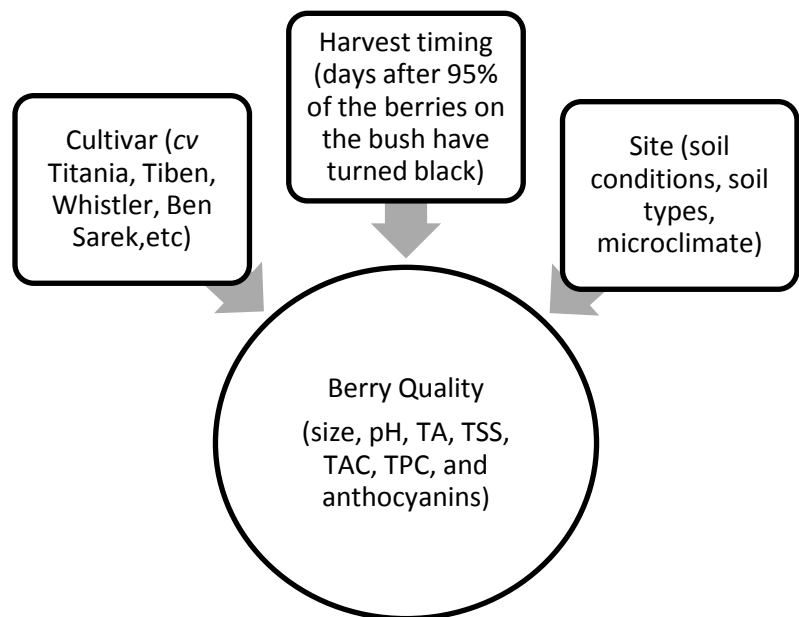 Cultivar (cv
Titania, Tiben,
Whistler, Ben
Sarek,etc)
Harvest timing
(days after 95%
of the berries on
the bush have
turned black)
Site (soil
conditions, soil
types,
microclimate)
Berry Quality
(size, pH, TA, TSS,
TAC, TPC, and
anthocyanins)